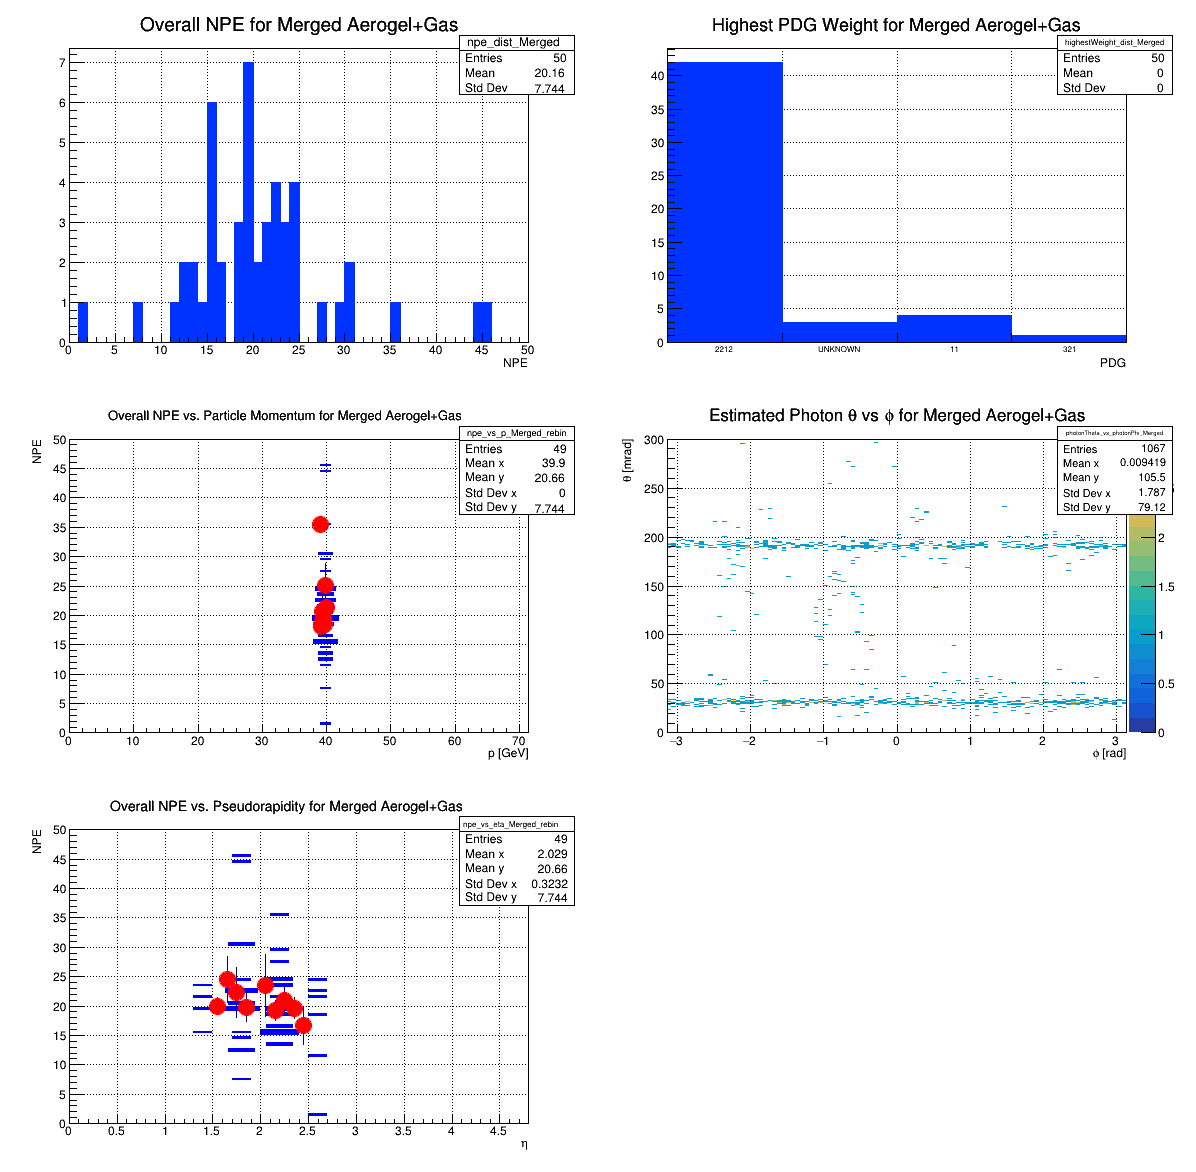 Overall NPE for Merged Aerogel+Gas
npe_dist_Merged
Entries 50
Mean 20.16
Std Dev 7.744
7
6
5
4
3
2
1
0
0 5 10 15 20 25 30 35 40 45 50
NPE
Highest PDG Weight for Merged Aerogel+Gas
highestWeight_dist_Merged
Entries 50
Mean 0
Std Dev 0
40
35
30
25
20
15
10
5
0
2212 UNKNOWN 11 321
PDG
Overall NPE vs. Particle Momentum for Merged Aerogel+Gas
npe_vs_p_Merged_rebin
Entries 49
Mean x 39.9
Mean y 20.66
Std Dev x 0
Std Dev y 7.744
NPE
50
45
40
35
30
25
20
15
10
5
0
0 10 20 30 40 50 60 70
p [GeV]
Estimated Photon θ vs ϕ for Merged Aerogel+Gas
photonTheta_vs_photonPhi_Merged
Entries 1067
Mean x 0.009419
Mean y 105.5
Std Dev x 1.787
Std Dev y 79.12
θ [mrad]
300
250
200
150
100
50
0
−3 −2 −1 0 1 2 3
ϕ [rad]
2
1.5
1
0.5
0
Overall NPE vs. Pseudorapidity for Merged Aerogel+Gas
npe_vs_eta_Merged_rebin
Entries 49
Mean x 2.029
Mean y 20.66
Std Dev x 0.3232
Std Dev y 7.744
NPE
50
45
40
35
30
25
20
15
10
5
0
0 0.5 1 1.5 2 2.5 3 3.5 4 4.5
η